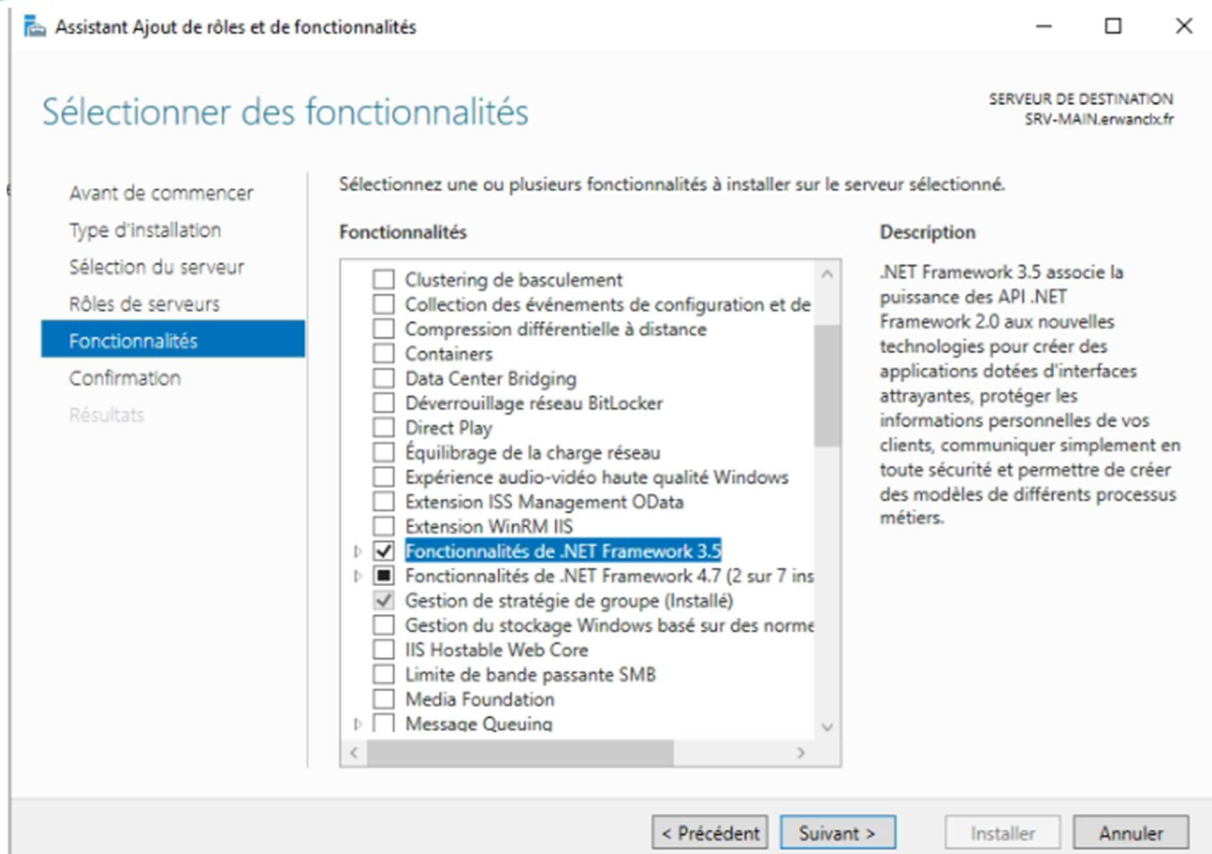 Assistant Ajout de rôles et de fonctionnalités
Sélectionner des fonctionnalités
SERVEUR DE DESTINATION
SRV-MAIN.erwanclx.fr
Avant de commencer
Type d'installation
Sélection du serveur
Rôles de serveurs
Fonctionnalités
Confirmation
Résultats
Sélectionnez une ou plusieurs fonctionnalités à installer sur le serveur sélectionné.
Fonctionnalités
Clustering de basculement
Collection des événements de configuration et de
Compression différentielle à distance
Containers
Data Center Bridging
Déverrouillage réseau BitLocker
Direct Play
Équilibrage de la charge réseau
Expérience audio-vidéo haute qualité Windows
Extension ISS Management OData
Extension WinRM IIS
Fonctionnalités de .NET Framework 3.5
Fonctionnalités de .NET Framework 4.7 (2 sur 7 ins
Gestion de stratégie de groupe (Installé)
Gestion du stockage Windows basé sur des norme
IIS Hostable Web Core
Limite de bande passante SMB
Media Foundation
Message Queuing
Description
.NET Framework 3.5 associe la
puissance des API .NET
Framework 2.0 aux nouvelles
technologies pour créer des
applications dotées d'interfaces
attrayantes, protéger les
informations personnelles de vos
clients, communiquer simplement en
toute sécurité et permettre de créer
des modèles de différents processus
métiers.
< Précédent
Suivant >
Installer
Annuler